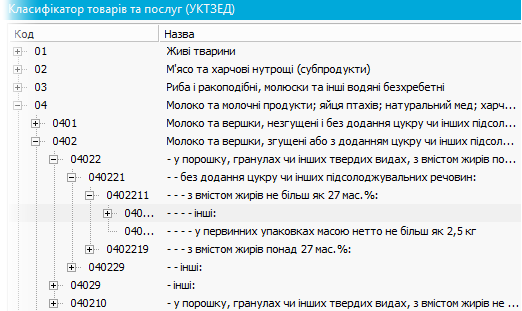 Класифікатор товарів та послуг (УКТЗЕД)
Код Назва
01 Живі тварини
02 М'ясо та харчові нутрощі (субпродукти)
03 Риба і ракоподібні, молюски та інші водяні безхребетні
04 Молоко та молочні продукти; яйця птахів; натуральний мед; харч...
0401 Молоко та вершки, незгущені і без додання цукру чи інших підсол...
0402 Молоко та вершки, згущені або з доданням цукру чи інших підсол...
04022 - у порошку, гранулах чи інших твердих видах, з вмістом жирів по...
040221 - - без додання цукру чи інших підсолоджувальних речовин:
0402211 - - - з вмістом жирів не більш як 27 мас.%:
040... - - - - інші:
040... - - - - у первинних упаковках масою нетто не більш як 2,5 кг
0402219 - - - з вмістом жирів понад 27 мас.%:
040229 - - інші:
04029 - інші:
040210 - у порошку, гранулах чи інших твердих видах, з вмістом жирів не ...